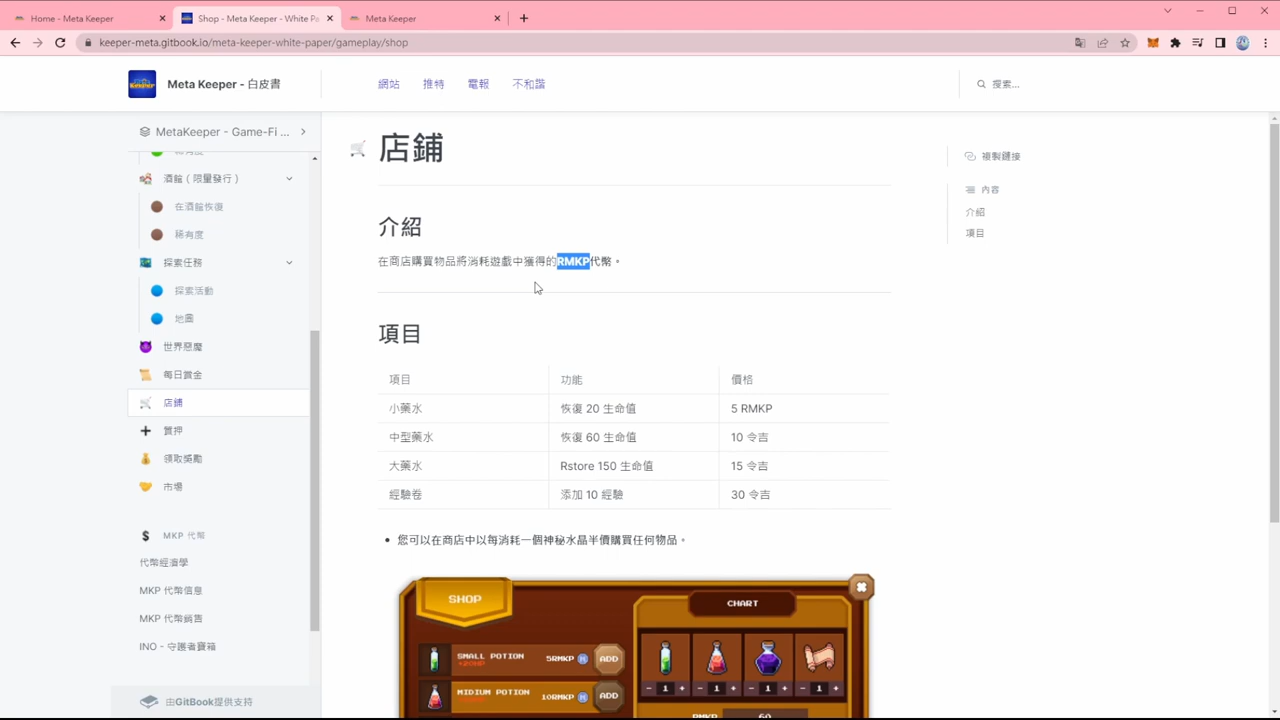 Home - Meta Keeper
Shop - Meta Keeper - White Pa
Meta Keeper
keeper-meta.gitbook.io/meta-keeper-white-paper/gameplay/shop
Meta Keeper - 白皮書
網站
推特
電報
不和諧
搜索...
MetaKeeper - Game-Fi ...
稀有度
酒館（限量發行）
在酒館恢復
稀有度
探索任務
探索活動
地圖
世界惡魔
每日賞金
店鋪
質押
領取獎勵
市場
$ MKP 代幣
代幣經濟學
MKP 代幣信息
MKP 代幣銷售
INO - 守護者寶箱
由GitBook提供支持
店鋪
介紹
在商店購買物品將消耗遊戲中獲得的RMKP代幣。
項目
項目 功能 價格
小藥水 恢復 20 生命值 5 RMKP
中型藥水 恢復 60 生命值 10 令吉
大藥水 Rstore 150 生命值 15 令吉
經驗卷 添加 10 經驗 30 令吉
• 您可以在商店中以每消耗一個神秘水晶半價購買任何物品。
SHOP
SMALL POTION 5RMKP ADD
+20HP
MIDIUM POTION 10RMKP ADD
CHART
- 1 + - 1 + - 1 + - 1 +
RMKP 60
複製鏈接
內容
介紹
項目